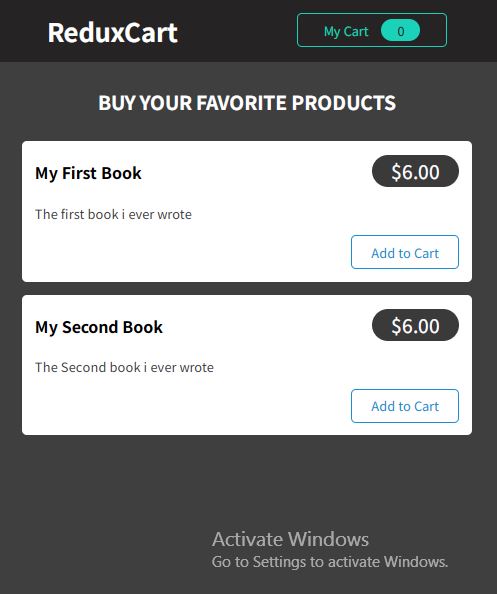 ReduxCart
My Cart 0
BUY YOUR FAVORITE PRODUCTS
My First Book
$6.00
The first book i ever wrote
Add to Cart
My Second Book
$6.00
The Second book i ever wrote
Add to Cart
Activate Windows
Go to Settings to activate Windows.